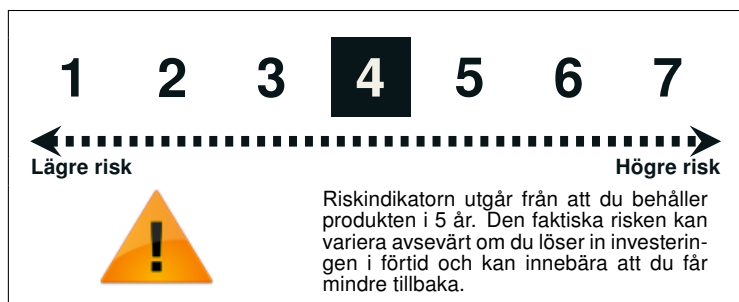 1 2 3 4 5 6 7
Lägre risk Högre risk
Riskindikatorn utgår från att du behåller
produkten i 5 år. Den faktiska risken kan
variera avsevärt om du löser in investerin-
gen i förtid och kan innebära att du får
mindre tillbaka.